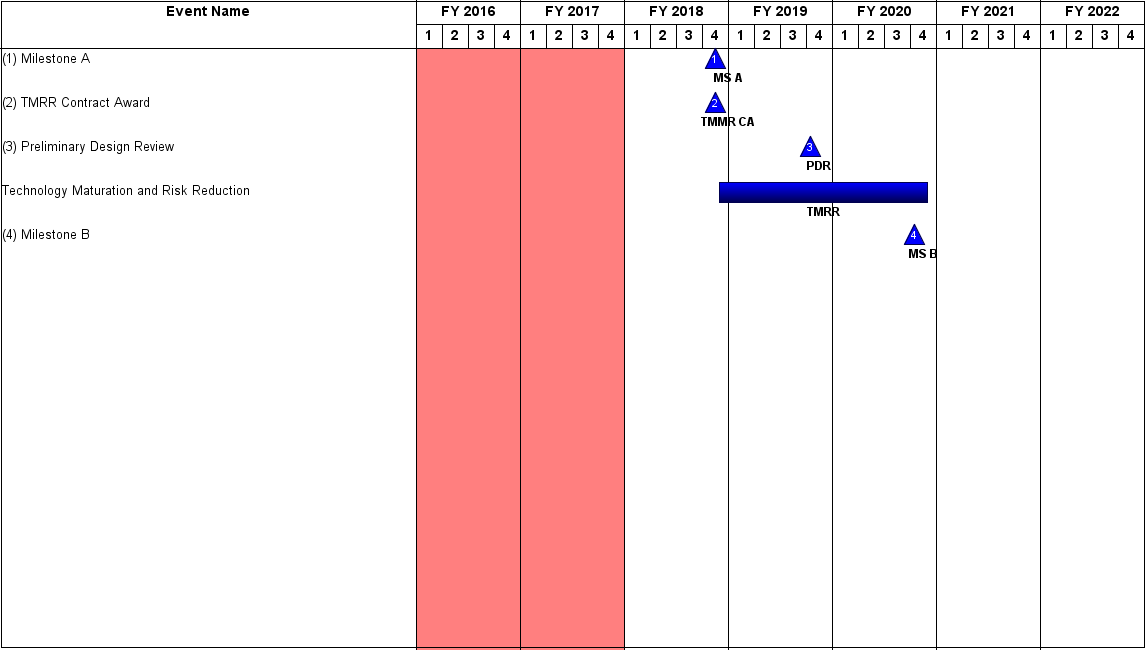 Event Name FY 2016 FY 2017 FY 2018 FY 2019 FY 2020 FY 2021 FY 2022
1 2 3 4 1 2 3 4 1 2 3 4 1 2 3 4 1 2 3 4 1 2 3 4 1 2 3 4
(1) Milestone A 1
MS A
(2) TMRR Contract Award 2
TMMR CA
(3) Preliminary Design Review 3
PDR
Technology Maturation and Risk Reduction
TMRR
(4) Milestone B 4
MS B